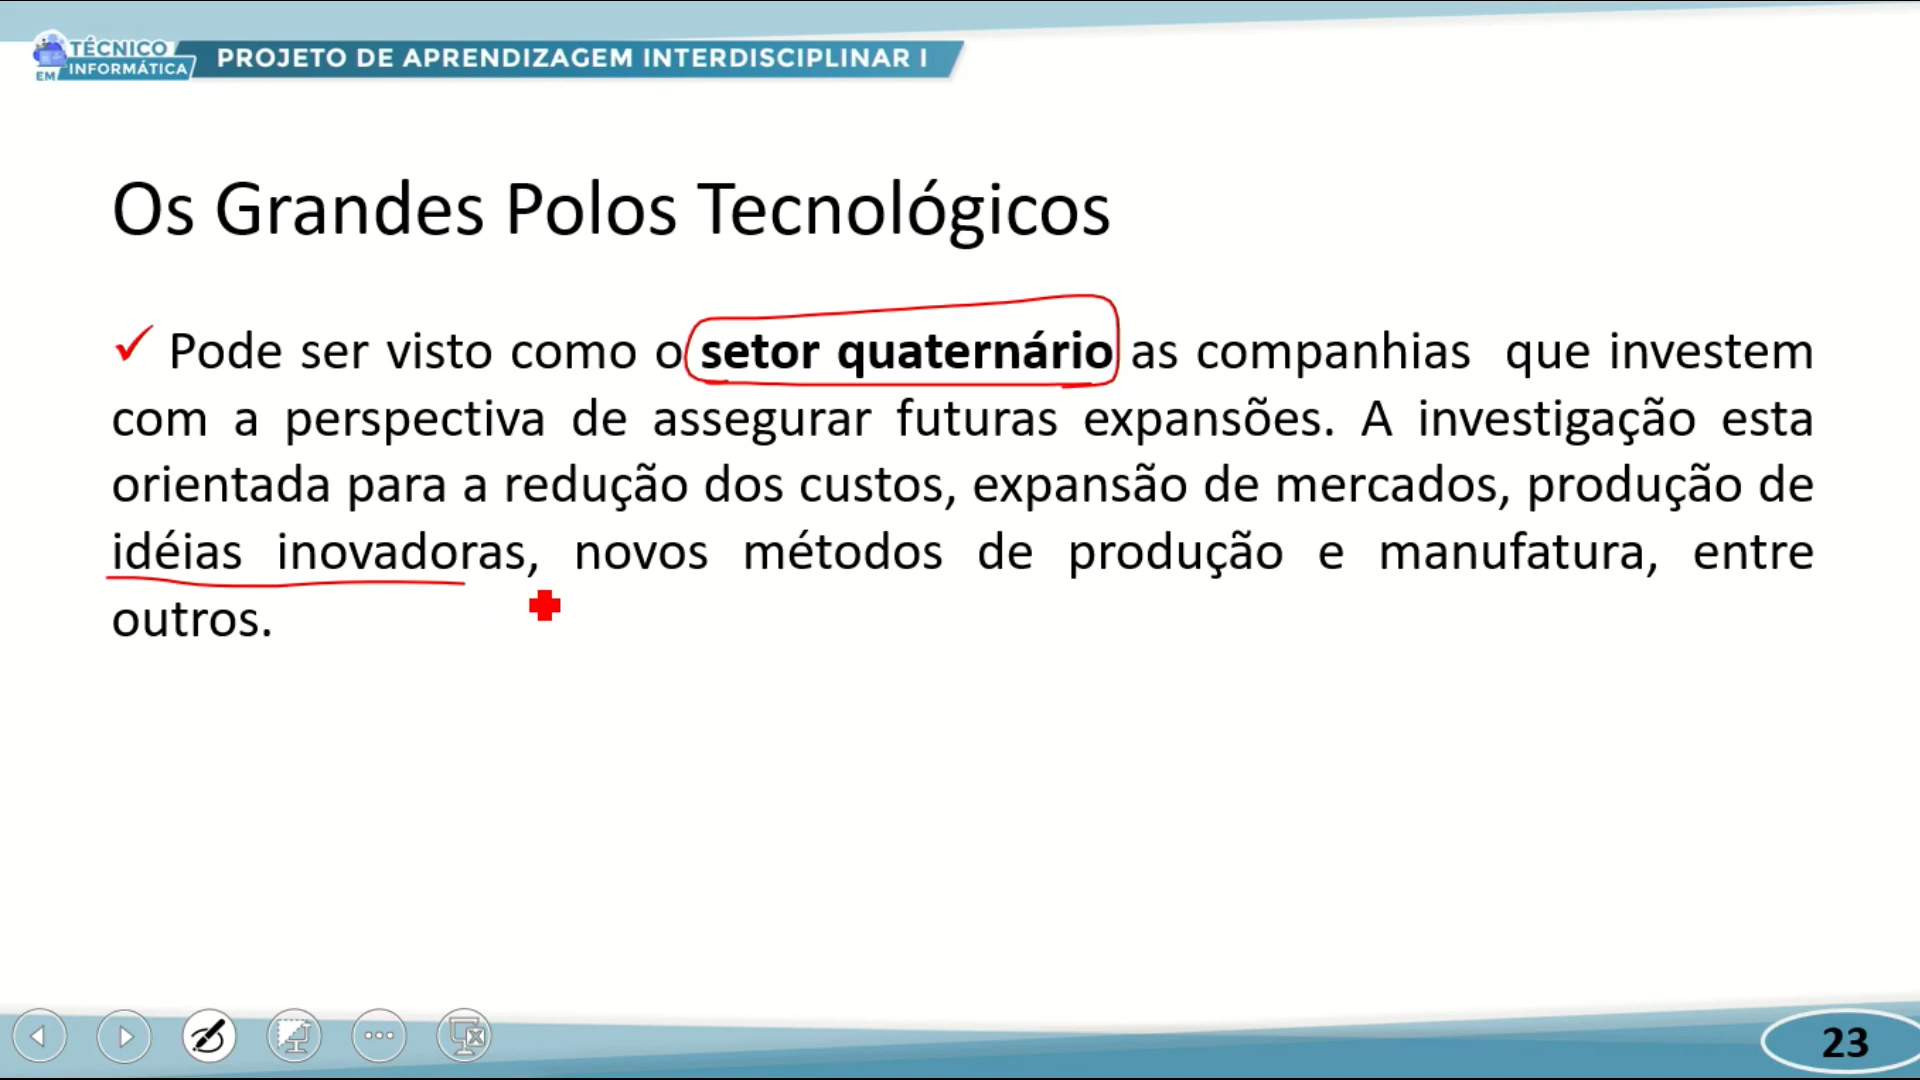 TÉCNICO
EM INFORMÁTICA
PROJETO DE APRENDIZAGEM INTERDISCIPLINAR I
Os Grandes Polos Tecnológicos
✓ Pode ser visto como o setor quaternário as companhias que investem
com a perspectiva de assegurar futuras expansões. A investigação esta
orientada para a redução dos custos, expansão de mercados, produção de
idéias inovadoras, novos métodos de produção e manufatura, entre
outros.
23